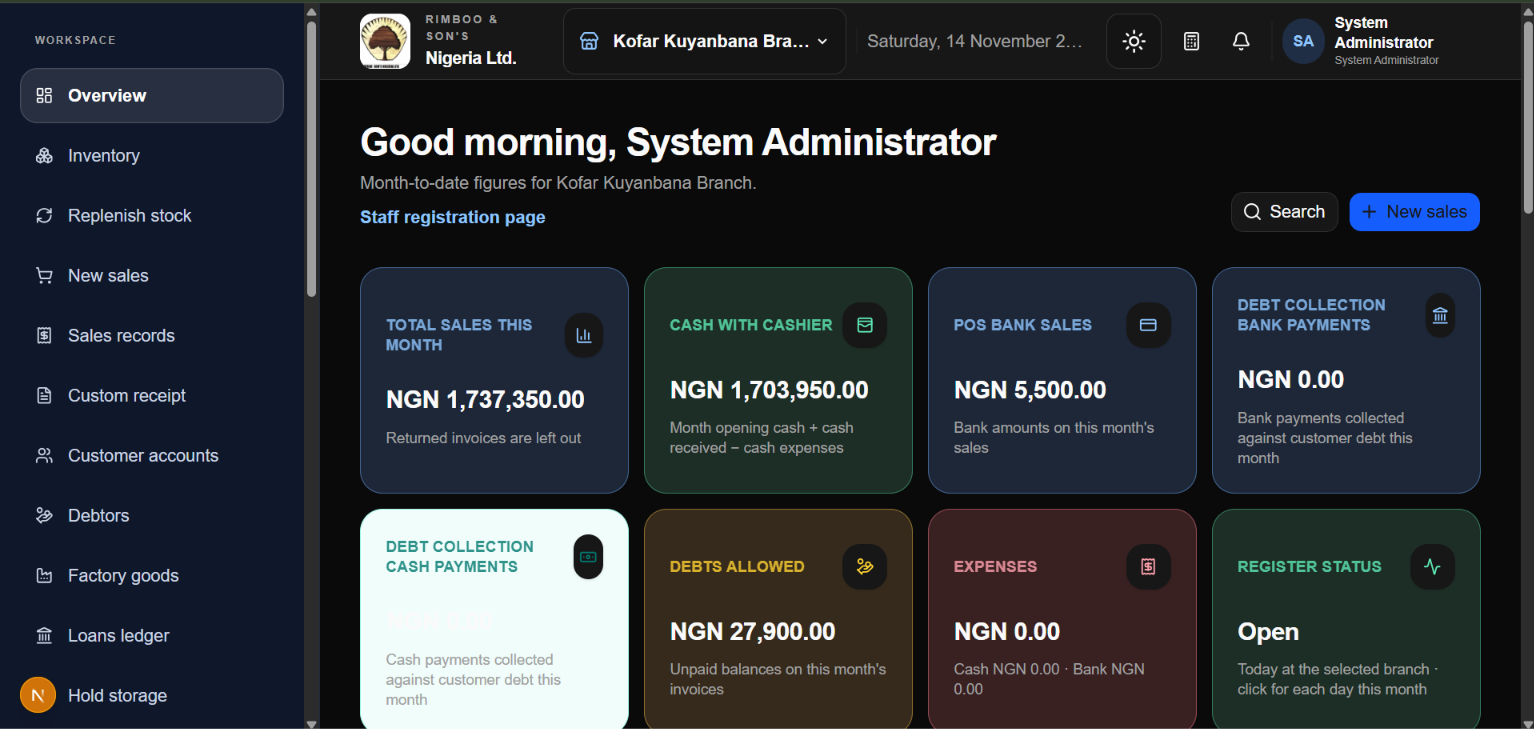 WORKSPACE
Overview
Inventory
Replenish stock
New sales
Sales records
Custom receipt
Customer accounts
Debtors
Factory goods
Loans ledger
N
Hold storage
RIMBOO &
SON'S
Nigeria Ltd.
Kofar Kuyanbana Bra...
Saturday, 14 November 2...
SA
System
Administrator
System Administrator
Good morning, System Administrator
Month-to-date figures for Kofar Kuyanbana Branch.
Staff registration page
Search
+ New sales
TOTAL SALES THIS
MONTH
NGN 1,737,350.00
Returned invoices are left out
CASH WITH CASHIER
NGN 1,703,950.00
Month opening cash + cash
received − cash expenses
POS BANK SALES
NGN 5,500.00
Bank amounts on this month's
sales
DEBT COLLECTION
BANK PAYMENTS
NGN 0.00
Bank payments collected
against customer debt this
month
DEBT COLLECTION
CASH PAYMENTS
Cash payments collected
against customer debt this
month
DEBTS ALLOWED
NGN 27,900.00
Unpaid balances on this month's
invoices
EXPENSES
NGN 0.00
Cash NGN 0.00 · Bank NGN
0.00
REGISTER STATUS
Open
Today at the selected branch ·
click for each day this month